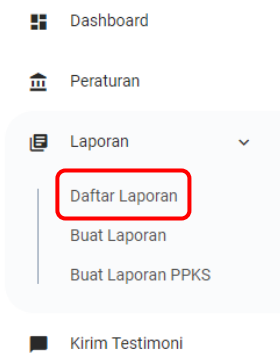 Dashboard
Peraturan
Laporan
Daftar Laporan
Buat Laporan
Buat Laporan PPKS
Kirim Testimoni